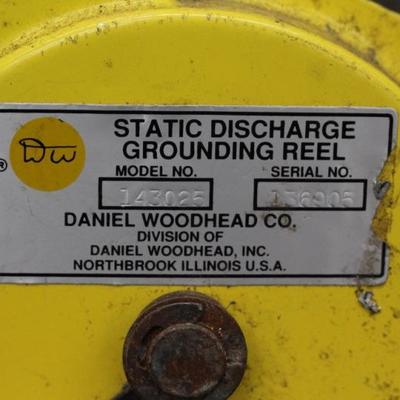 ®
DW
STATIC DISCHARGE
GROUNDING REEL
MODEL NO. SERIAL NO.
143025 136905
DANIEL WOODHEAD CO.
DIVISION OF
DANIEL WOODHEAD, INC.
NORTHBROOK ILLINOIS U.S.A.